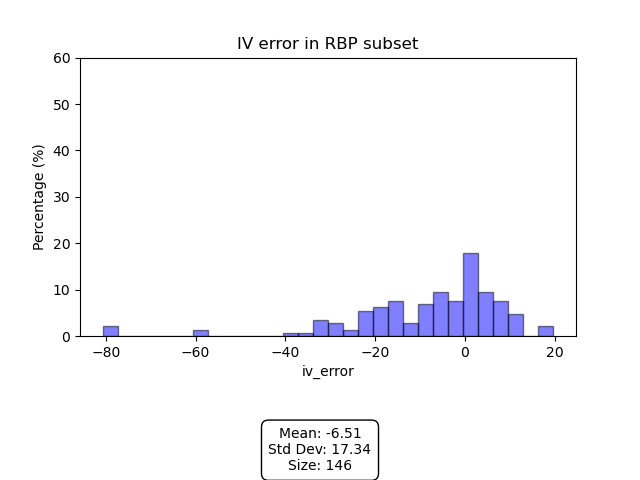 IV error in RBP subset
60
50
40
30
20
10
0
Percentage (%)
−80
−60
−40
−20
0
20
iv_error
Mean: -6.51
Std Dev: 17.34
Size: 146